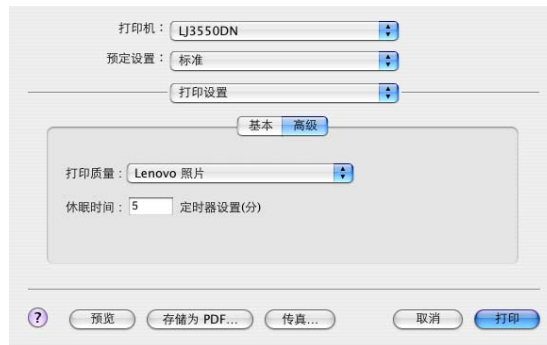 打印机： LJ3550DN
预定设置： 标准
打印设置
基本 高级
打印质量： Lenovo 照片
休眠时间： 5 定时器设置(分)
? 预览 存储为 PDF... 传真... 取消 打印